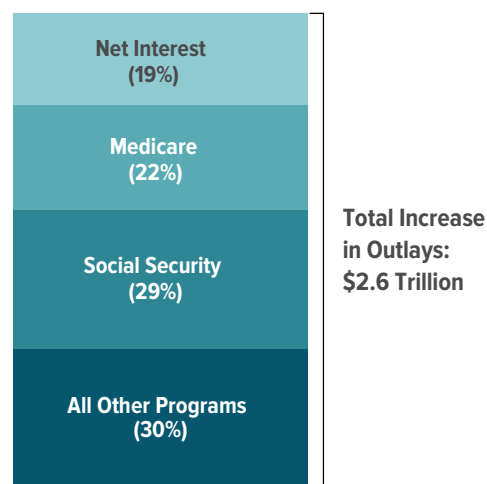 Net Interest
(19%)
Medicare
(22%)
Social Security
(29%)
All Other Programs
(30%)
Total Increase
in Outlays:
$2.6 Trillion